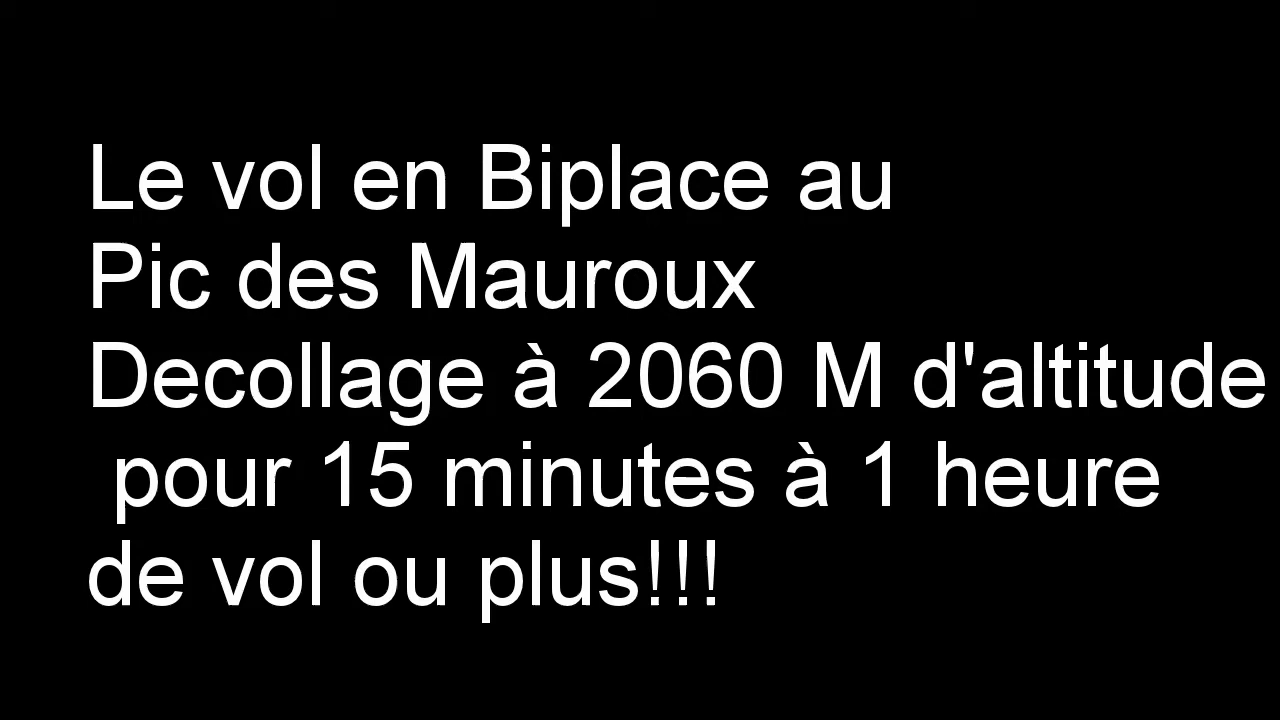 Le vol en Biplace au
Pic des Mauroux
Decollage à 2060 M d'altitude
pour 15 minutes à 1 heure
de vol ou plus!!!